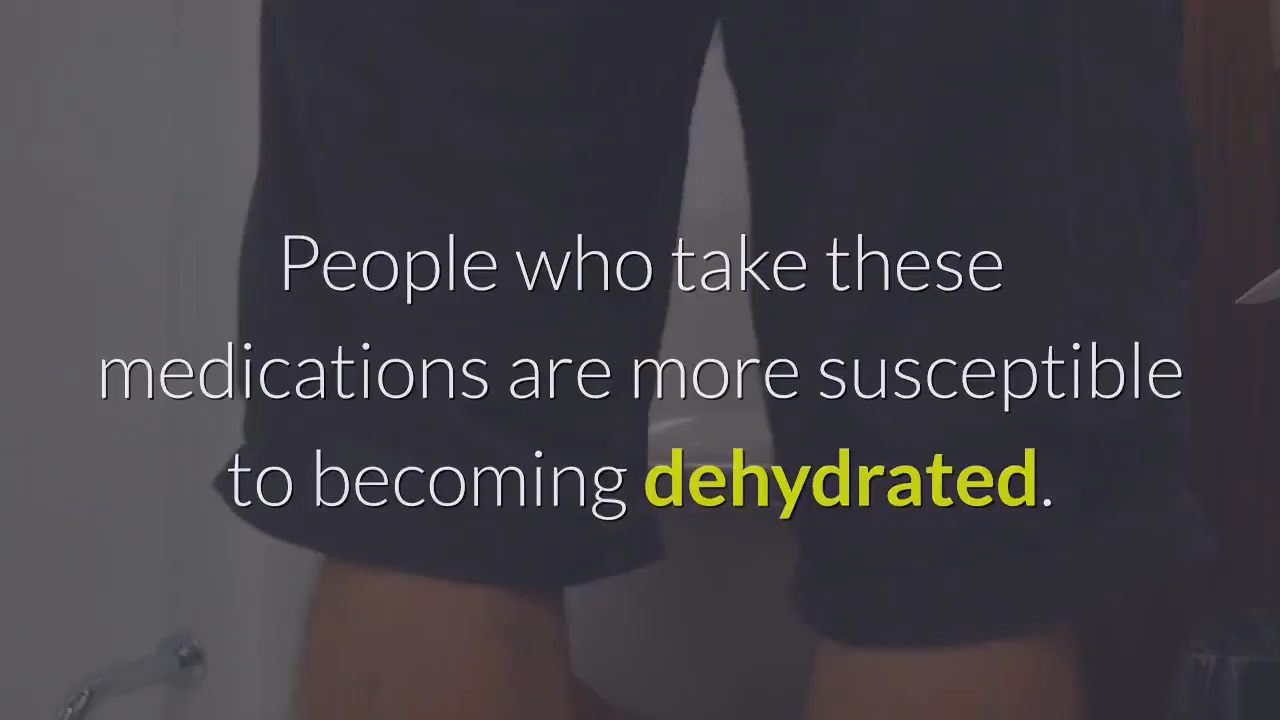 People who take these
medications are more susceptible
to becoming dehydrated.